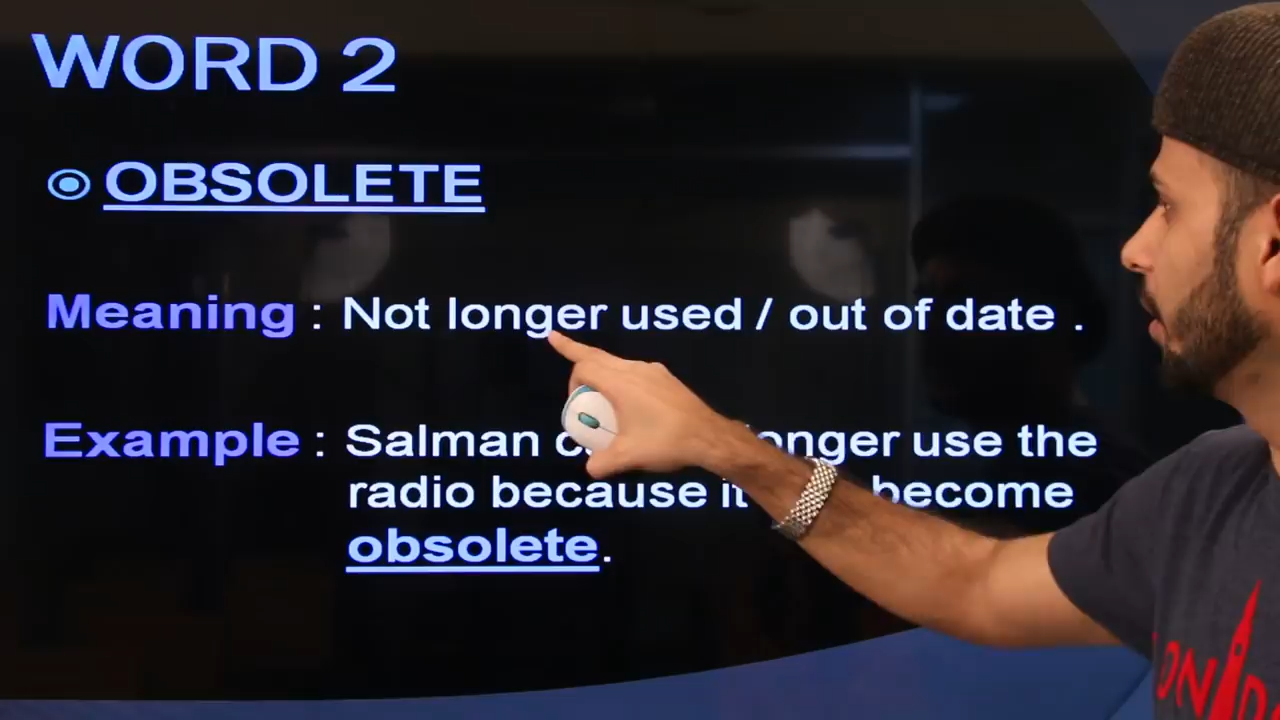 WORD 2
OBSOLETE
Meaning : Not longer used / out of date .
Example : Salman use the
radio because it become
obsolete.